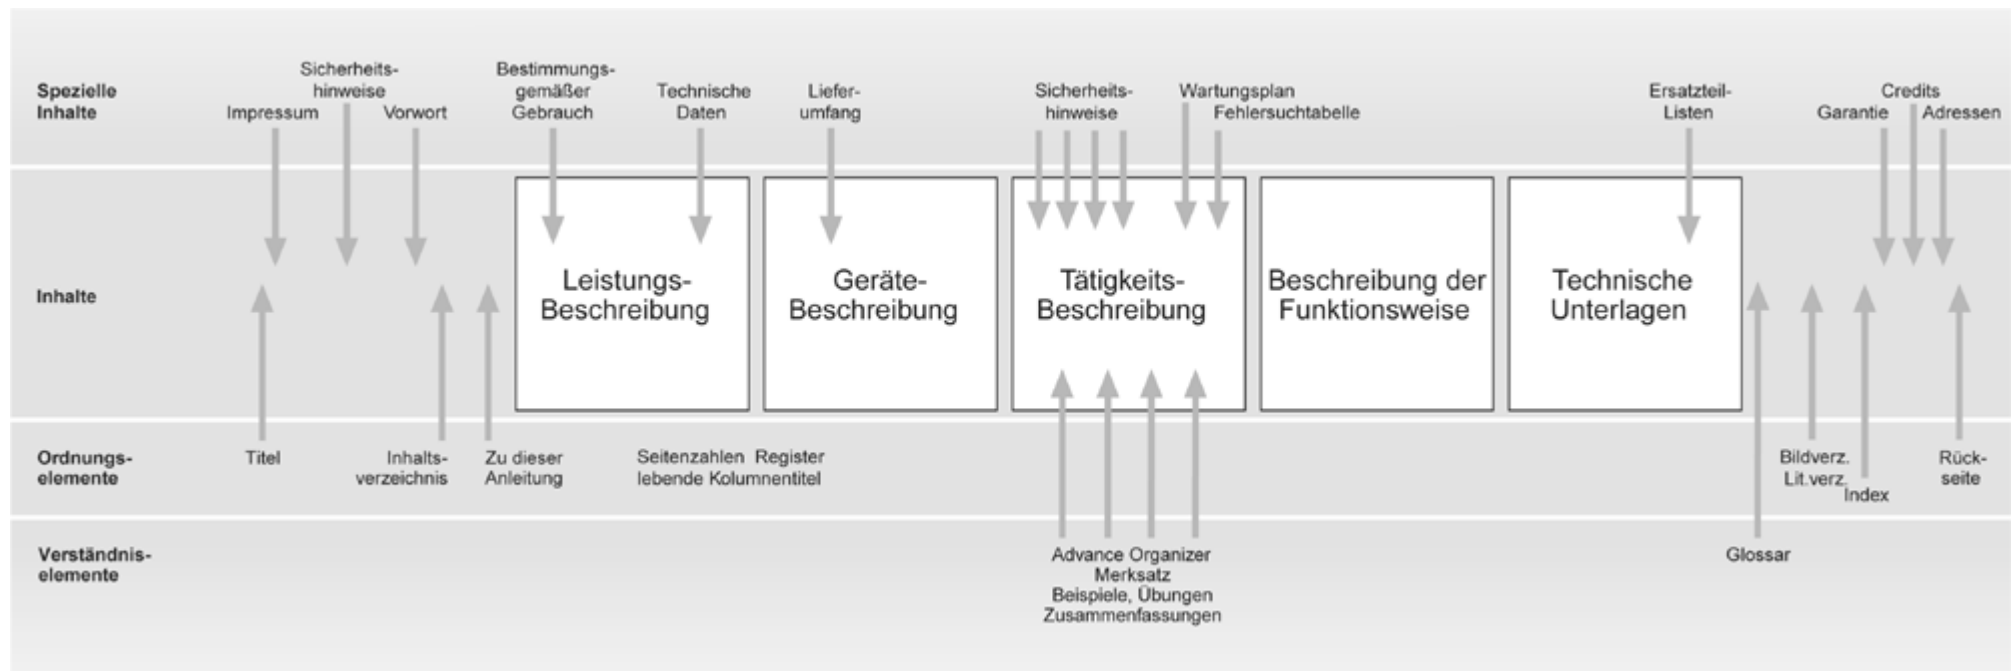 Spezielle
Inhalte
Impressum
Sicherheits-
hinweise
Vorwort
Bestimmungs-
gemäßer
Gebrauch
Technische
Daten
Liefer-
umfang
Sicherheits-
hinweise
Wartungsplan
Fehlersuchtabelle
Ersatzteil-
Listen
Garantie
Credits
Adressen
Inhalte
Leistungs-
Beschreibung
Geräte-
Beschreibung
Tätigkeits-
Beschreibung
Beschreibung der
Funktionsweise
Technische
Unterlagen
Ordnungs-
elemente
Titel
Inhalts-
verzeichnis
Zu dieser
Anleitung
Seitenzahlen Register
lebende Kolumnentitel
Bildverz.
Lit.verz.
Index
Rück-
seite
Verständnis-
elemente
Advance Organizer
Merksatz
Beispiele, Übungen
Zusammenfassungen
Glossar